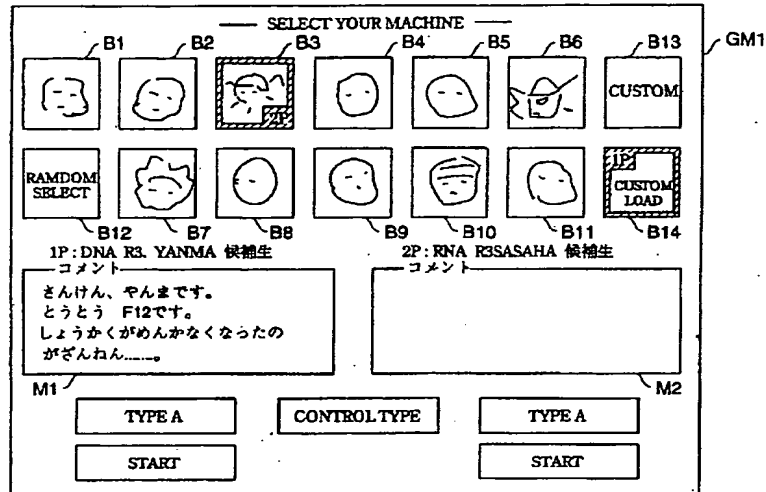 SELECT YOUR MACHINE
B1 B2 B3 B4 B5 B6 B13 GM1
2P
CUSTOM
RAMDOM
SELECT
1P
CUSTOM
LOAD
B12 B7 B8 B9 B10 B11 B14
1P:DNA R3. YANMA 候補生
2P:RNA R3SASAHA 候補生
コメント
コメント
さんけん、やんまです。
とうとう F12です。
しょうかくがめんかなくなったの
がざんねん……。
M1
M2
TYPE A
CONTROL TYPE
TYPE A
START
START